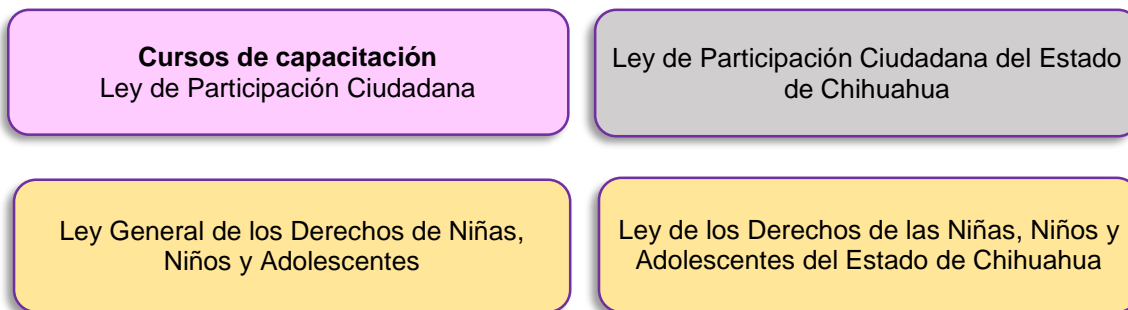 Cursos de capacitación
Ley de Participación Ciudadana
Ley de Participación Ciudadana del Estado
de Chihuahua
Ley General de los Derechos de Niñas,
Niños y Adolescentes
Ley de los Derechos de las Niñas, Niños y
Adolescentes del Estado de Chihuahua